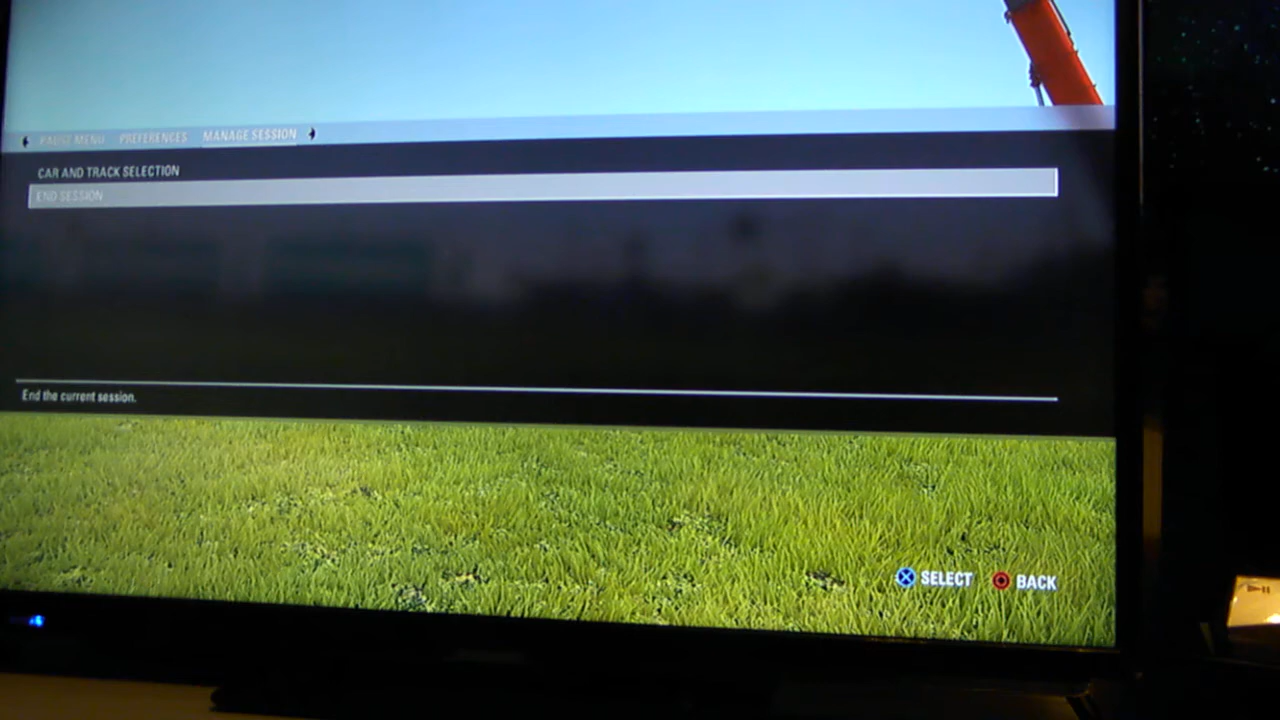 PAUSE MENU PREFERENCES MANAGE SESSION
CAR AND TRACK SELECTION
END SESSION
End the current session.
SELECT BACK